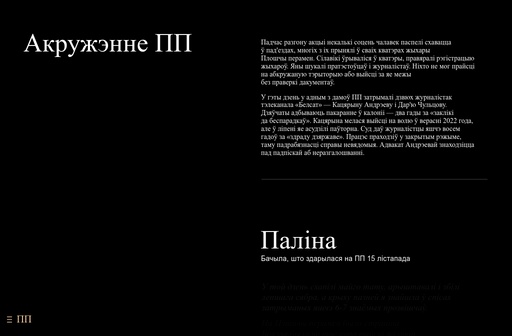 Акружэнне ПП
Падчас разгону акцыі некалькі соцень чалавек паспелі схавацца
ў пад'ездах, многіх з іх прынялі ў сваіх кватэрах жыхары
Плошчы перамен. Сілавікі ўрываліся ў кватэры, правяралі рэгістрацыю
жыхароў. Яны шукалі пратэстоўцаў і журналістаў. Ніхто не мог прайсці
на абкружаную тэрыторыю або выйсці за яе межы
без праверкі дакументаў.
У гэты дзень у адным з дамоў ПП затрымалі дзвюх журналістак
тэлеканала «Белсат» — Кацярыну Андрэеву і Дар'ю Чульцову.
Дзяўчаты адбываюць пакаранне ў калоніі — два гады за «заклікі
да беспарадкаў». Кацярына мелася выйсці на волю ў верасні 2022 года,
але ў ліпені яе асудзілі паўторна. Суд даў журналістцы яшчэ восем
гадоў за «здраду дзяржаве». Працэс праходзіў у закрытым рэжыме,
таму падрабязнасці справы невядомыя. Адвакат Андрэевай знаходзіцца
пад падпіскай аб неразгалошванні.
Паліна
Бачыла, што здарылася на ПП 15 лістапада
ПП